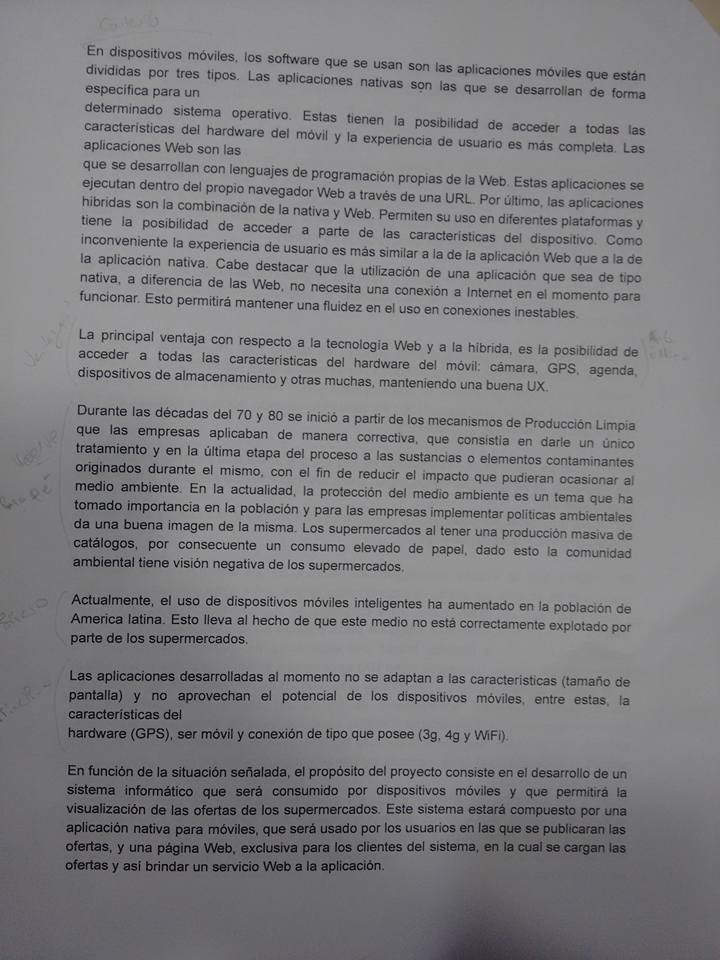 En dispositivos móviles, los software que se usan son las aplicaciones móviles que están
divididas por tres tipos. Las aplicaciones nativas son las que se desarrollan de forma
específica para un
determinado sistema operativo. Estas tienen la posibilidad de acceder a todas las
características del hardware del móvil y la experiencia de usuario es más completa. Las
aplicaciones Web son las
que se desarrollan con lenguajes de programación propias de la Web. Estas aplicaciones se
ejecutan dentro del propio navegador Web a través de una URL. Por último, las aplicaciones
híbridas son la combinación de la nativa y Web. Permiten su uso en diferentes plataformas y
tiene la posibilidad de acceder a parte de las características del dispositivo. Como
inconveniente la experiencia de usuario es más similar a la de la aplicación Web que a la de
la aplicación nativa. Cabe destacar que la utilización de una aplicación que sea de tipo
nativa, a diferencia de las Web, no necesita una conexión a Internet en el momento para
funcionar. Esto permitirá mantener una fluidez en el uso en conexiones inestables.
La principal ventaja con respecto a la tecnología Web y a la híbrida, es la posibilidad de
acceder a todas las características del hardware del móvil: cámara, GPS, agenda,
dispositivos de almacenamiento y otras muchas, manteniendo una buena UX.
Durante las décadas del 70 y 80 se inició a partir de los mecanismos de Producción Limpia
que las empresas aplicaban de manera correctiva, que consistía en darle un único
tratamiento y en la última etapa del proceso a las sustancias o elementos contaminantes
originados durante el mismo, con el fin de reducir el impacto que pudieran ocasionar al
medio ambiente. En la actualidad, la protección del medio ambiente es un tema que ha
tomado importancia en la población y para las empresas implementar políticas ambientales
da una buena imagen de la misma. Los supermercados al tener una producción masiva de
catálogos, por consecuente un consumo elevado de papel, dado esto la comunidad
ambiental tiene visión negativa de los supermercados.
Actualmente, el uso de dispositivos móviles inteligentes ha aumentado en la población de
America latina. Esto lleva al hecho de que este medio no está correctamente explotado por
parte de los supermercados.
Las aplicaciones desarrolladas al momento no se adaptan a las características (tamaño de
pantalla) y no aprovechan el potencial de los dispositivos móviles, entre estas, la
características del
hardware (GPS), ser móvil y conexión de tipo que posee (3g, 4g y WiFi).
En función de la situación señalada, el propósito del proyecto consiste en el desarrollo de un
sistema informático que será consumido por dispositivos móviles y que permitirá la
visualización de las ofertas de los supermercados. Este sistema estará compuesto por una
aplicación nativa para móviles, que será usado por los usuarios en las que se publicaran las
ofertas, y una página Web, exclusiva para los clientes del sistema, en la cual se cargan las
ofertas y así brindar un servicio Web a la aplicación.